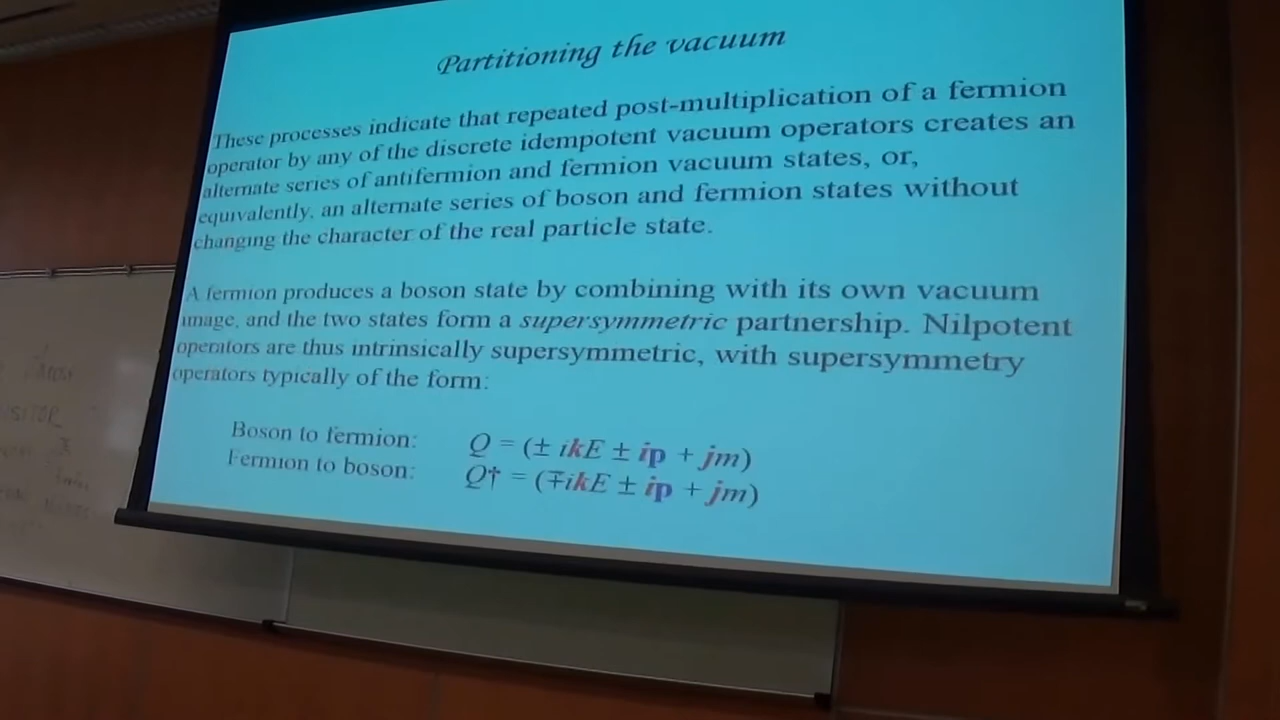 Partitioning the vacuum
These processes indicate that repeated post-multiplication of a fermion
operator by any of the discrete idempotent vacuum operators creates an
alternate series of antifermion and fermion vacuum states, or,
equivalently, an alternate series of boson and fermion states without
changing the character of the real particle state.
A fermion produces a boson state by combining with its own vacuum
image, and the two states form a supersymmetric partnership. Nilpotent
operators are thus intrinsically supersymmetric, with supersymmetry
operators typically of the form:
Boson to fermion: Q = (± ikE ± ip + jm)
Fermion to boson: Q† = (∓ikE ± ip + jm)